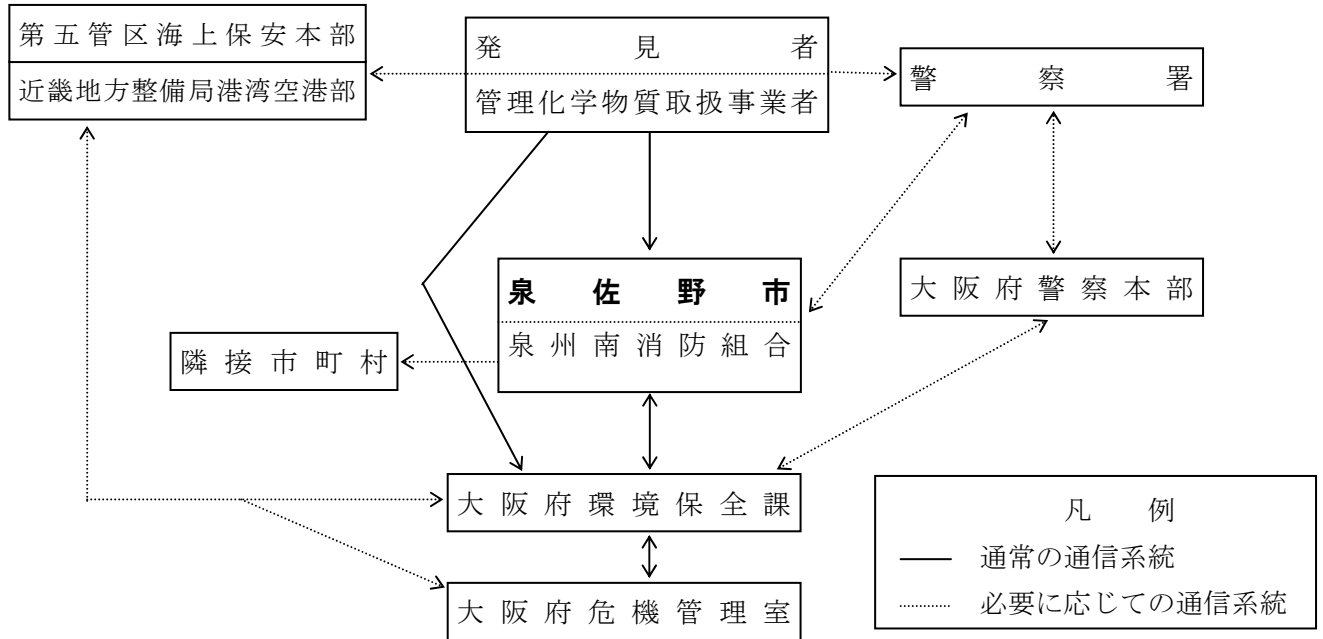 第五管区海上保安本部
近畿地方整備局港湾空港部
発見者
管理化学物質取扱事業者
警察署
泉佐野市
泉州南消防組合
大阪府警察本部
隣接市町村
大阪府環境保全課
大阪府危機管理室
凡例
通常の通信系統
必要に応じての通信系統